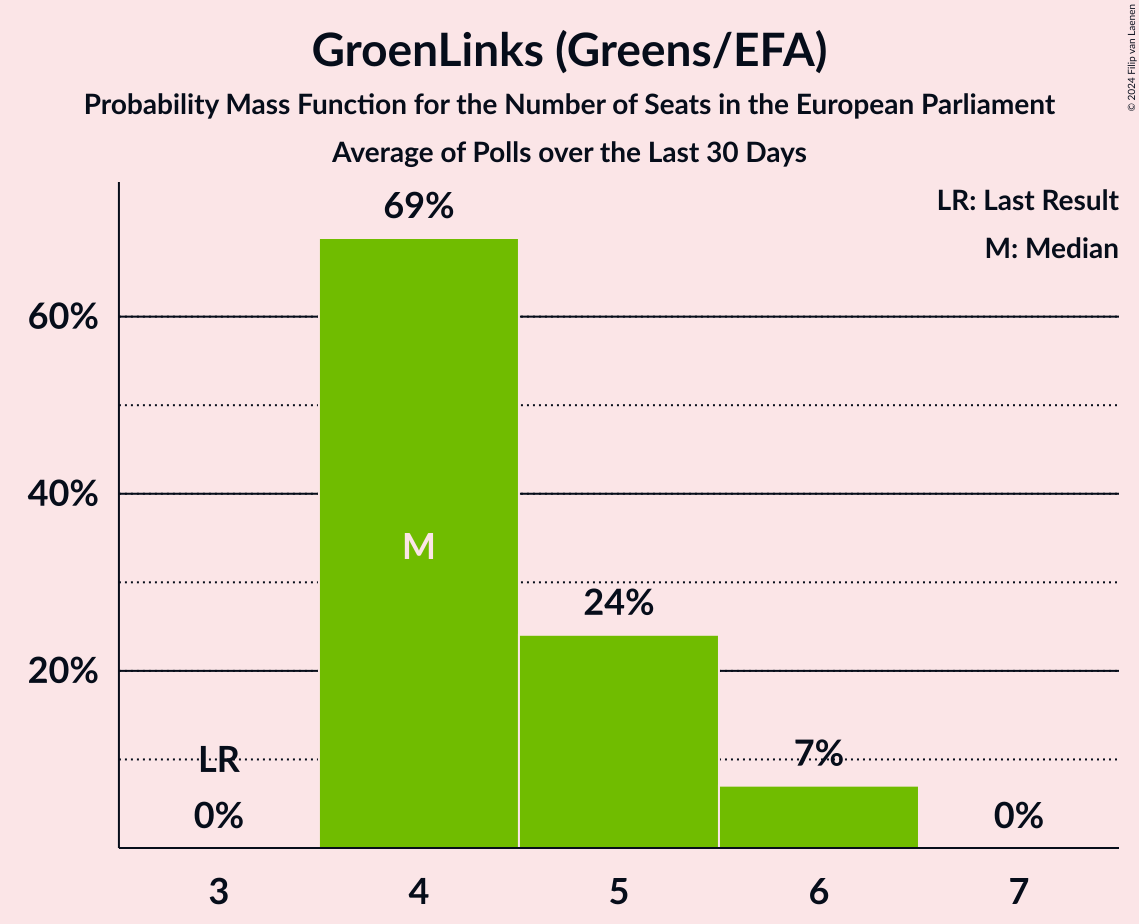 GroenLinks (Greens/EFA)
Probability Mass Function for the Number of Seats in the European Parliament
Average of Polls over the Last 30 Days
© 2024 Filip van Laenen
LR: Last Result
M: Median
69%
60%
40%
M
24%
20%
LR
7%
0%
0%
3 4 5 6 7